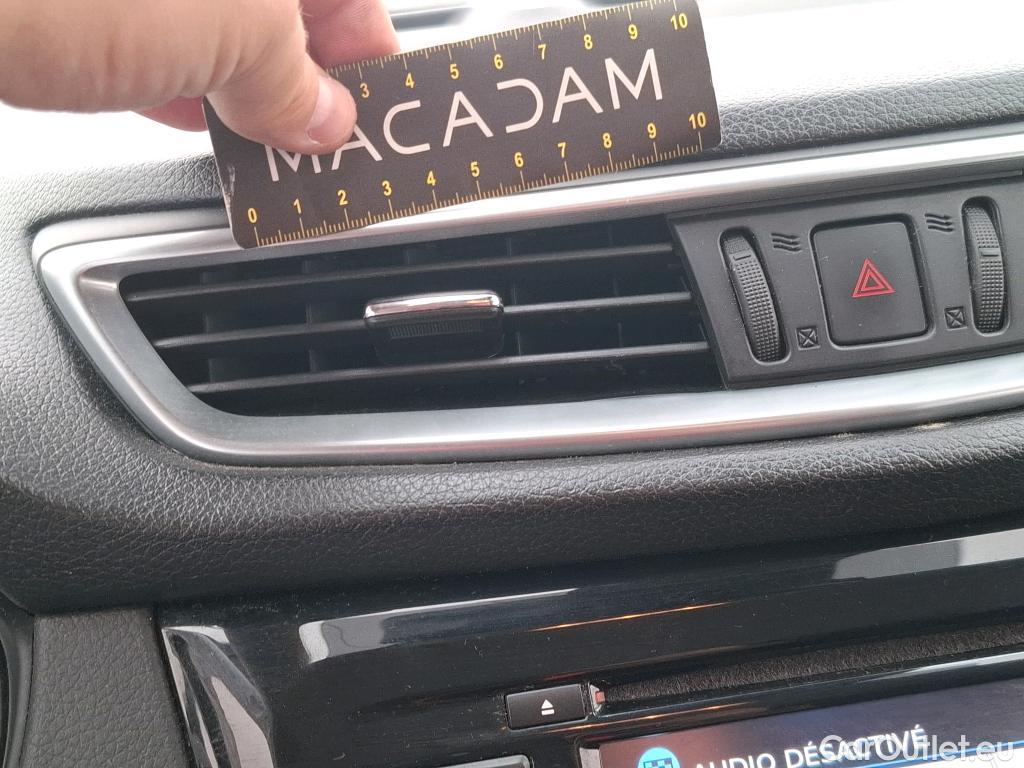 3 4 5 6 7 8 9 10
MACADAM
0 1 2 3 4 5 6 7 8 9 10
AUDIO DÉSACTIVÉ
CarOutlet.eu